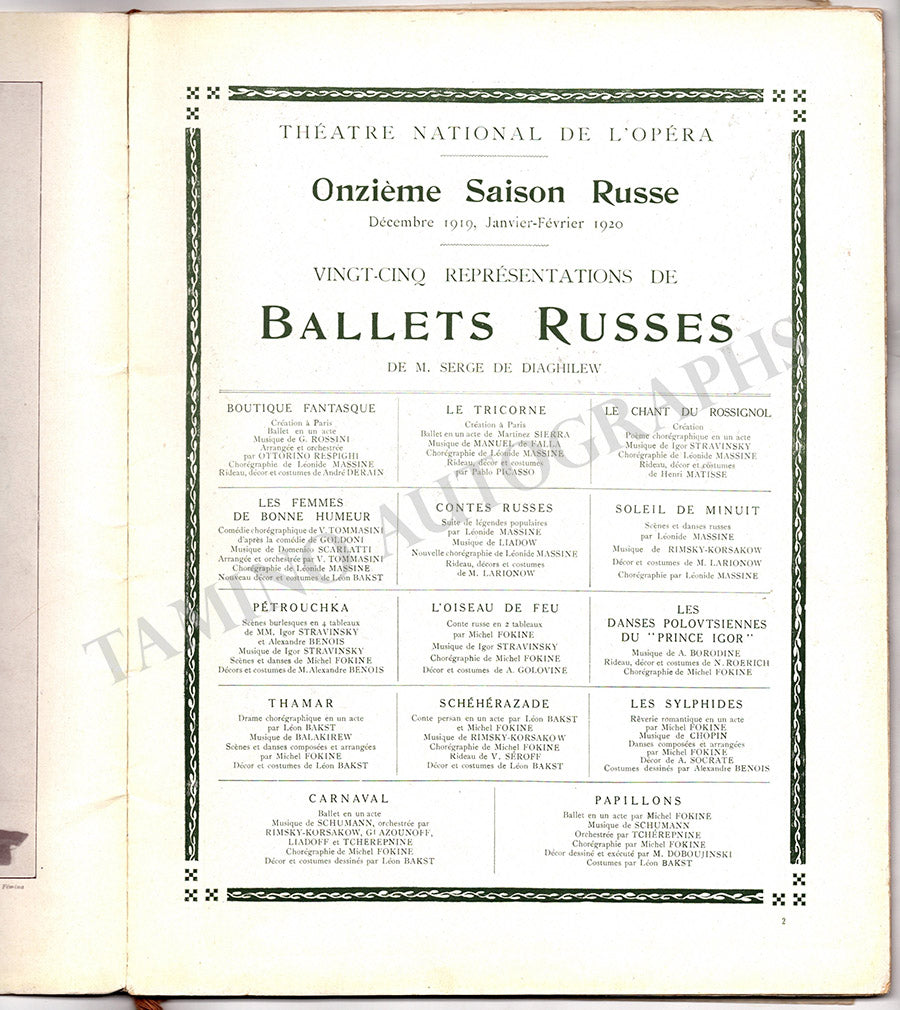 THÉATRE NATIONAL DE L'OPÉRA
Onzième Saison Russe
Décembre 1919, Janvier-Février 1920
VINGT-CINQ REPRÉSENTATIONS DE
BALLETS RUSSES
DE M. SERGE DE DIAGHILEW
BOUTIQUE FANTASQUE
Création à Paris
Ballet en un acte
Musique de G. ROSSINI
Arrangée et orchestrée
par OTTORINO RESPIGHI
Chorégraphie de Léonide MASSINE
Rideau, décor et costumes de André DERAIN
LE TRICORNE
Création à Paris
Ballet en un acte de Martinez SIERRA
Musique de MANUEL de FALLA
Chorégraphie de Léonide MASSINE
Rideau, décor et costumes
par Pablo PICASSO
LE CHANT DU ROSSIGNOL
Création
Poème chorégraphique en un acte
Musique de Igor STRAVINSKY
Chorégraphie de Léonide MASSINE
Rideau, décor et costumes
de Henri MATISSE
LES FEMMES
DE BONNE HUMEUR
Comédie chorégraphique de V. TOMMASINI
d'après la comédie de GOLDONI
Musique de Domenico SCARLATTI
Arrangée et orchestrée par V. TOMMASINI
Chorégraphie de Léonide MASSINE
Nouveau décor et costumes de Léon BAKST
CONTES RUSSES
Suite de légendes populaires
par Léonide MASSINE
Musique de LIADOW
Nouvelle chorégraphie de Léonide MASSINE
Rideau, décors et costumes
de M. LARIONOW
SOLEIL DE MINUIT
Scènes et danses russes
par Léonide MASSINE
Musique de RIMSKY-KORSAKOW
Décor et costumes de M. LARIONOW
Chorégraphie par Léonide MASSINE
PÉTROUCHKA
Scènes burlesques en 4 tableaux
de MM. Igor STRAVINSKY
et Alexandre BENOIS
Musique de Igor STRAVINSKY
Scènes et danses de Michel FOKINE
Décors et costumes de M. Alexandre BENOIS
L'OISEAU DE FEU
Conte russe en 2 tableaux
par Michel FOKINE
Musique de Igor STRAVINSKY
Chorégraphie de Michel FOKINE
Décor et costumes de A. GOLOVINE
LES
DANSES POLOVTSIENNES
DU "PRINCE IGOR"
Musique de A. BORODINE
Rideau, décor et costumes de N. ROERICH
Chorégraphie de Michel FOKINE
THAMAR
Drame chorégraphique en un acte
par Léon BAKST
Musique de BALAKIREW
Scènes et danses composées et arrangées
par Michel FOKINE
Décor et costumes de Léon BAKST
SCHÉHÉRAZADE
Conte persan en un acte par Léon BAKST
et Michel FOKINE
Musique de RIMSKY-KORSAKOW
Chorégraphie de Michel FOKINE
Rideau de V. SÉROFF
Décor et costumes de Léon BAKST
LES SYLPHIDES
Rêverie romantique en un acte
par Michel FOKINE
Musique de CHOPIN
Danses composées et arrangées
par Michel FOKINE
Décor de A. SOCRATE
Costumes dessinés par Alexandre BENOIS
CARNAVAL
Ballet en un acte
Musique de SCHUMANN, orchestrée par
RIMSKY-KORSAKOW, GLAZOUNOFF,
LIADOFF et TCHEREPNINE
Chorégraphie de Michel FOKINE
Décor et costumes dessinés par Léon BAKST
PAPILLONS
Ballet en un acte par Michel FOKINE
Musique de SCHUMANN
Orchestrée par TCHÉREPNINE
Chorégraphie par Michel FOKINE
Décor dessiné et exécuté par M. DOBOUJINSKI
Costumes par Léon BAKST
2
Fémina
TAMINO AUTOGRAPHS